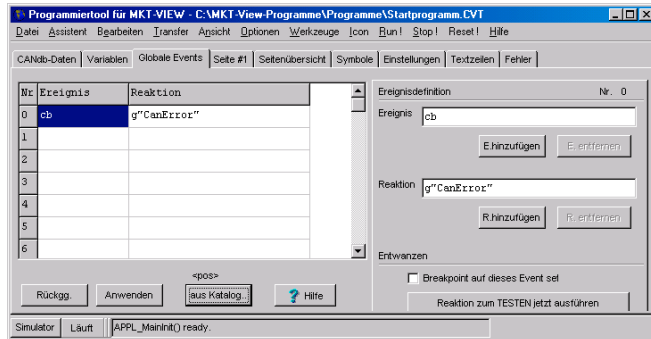 Programmiertool für MKT-VIEW - C:\MKT-View-Programme\Programme\Startprogramm.CVT
Datei Assistent Bearbeiten Transfer Ansicht Optionen Werkzeuge Icon Run! Stop! Reset! Hilfe
CANdb-Daten Variablen Globale Events Seite #1 Seitenübersicht Symbole Einstellungen Textzeilen Fehler
Nr Ereignis Reaktion
0 cb g"CanError"
1
2
3
4
5
6
<pos>
Rückgg. Anwenden aus Katalog.. ? Hilfe
Ereignisdefinition Nr. 0
Ereignis cb
E.hinzufügen E. entfernen
Reaktion g"CanError"
R.hinzufügen R. entfernen
Entwanzen
Breakpoint auf dieses Event sef
Reaktion zum TESTEN jetzt ausführen
Simulator Läuft APPL_MainInit() ready.